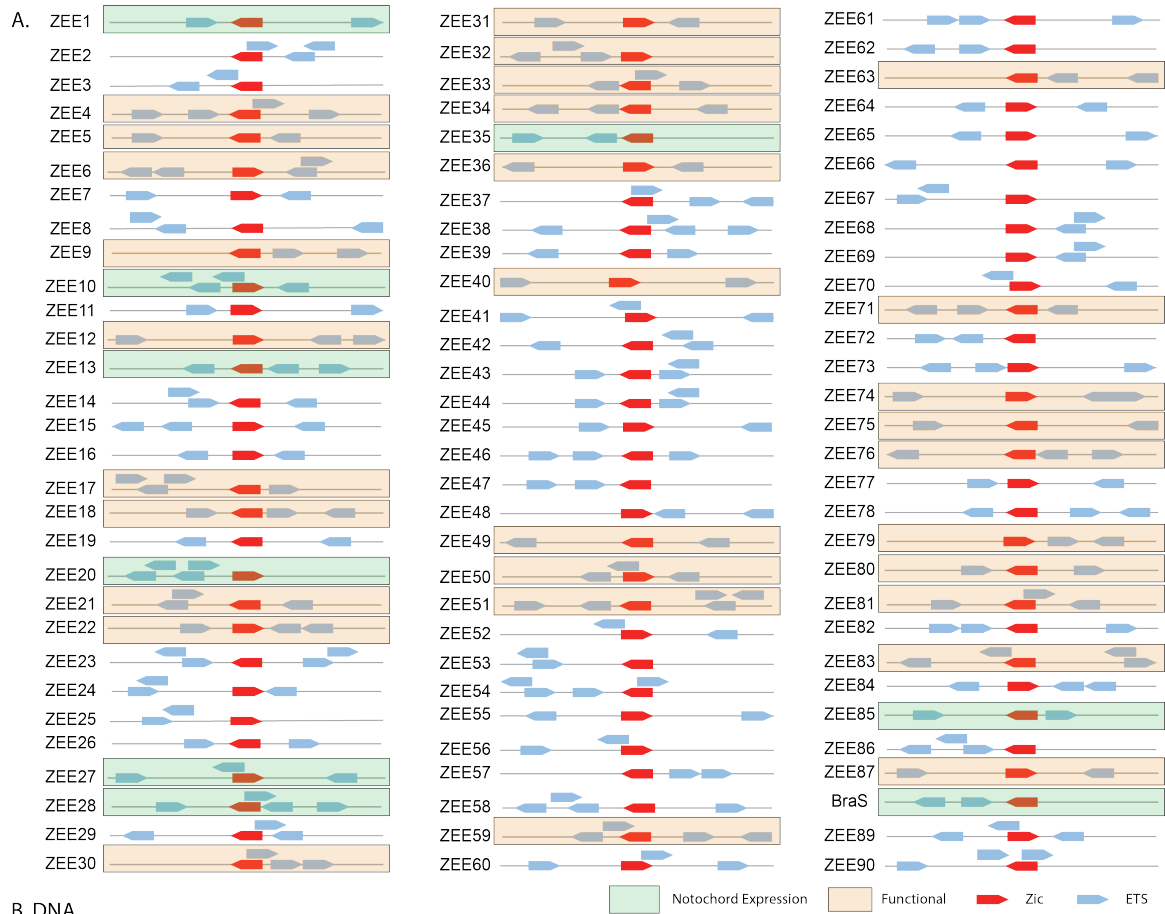 A.
ZEE1
ZEE2
ZEE3
ZEE4
ZEE5
ZEE6
ZEE7
ZEE8
ZEE9
ZEE10
ZEE11
ZEE12
ZEE13
ZEE14
ZEE15
ZEE16
ZEE17
ZEE18
ZEE19
ZEE20
ZEE21
ZEE22
ZEE23
ZEE24
ZEE25
ZEE26
ZEE27
ZEE28
ZEE29
ZEE30
ZEE31
ZEE32
ZEE33
ZEE34
ZEE35
ZEE36
ZEE37
ZEE38
ZEE39
ZEE40
ZEE41
ZEE42
ZEE43
ZEE44
ZEE45
ZEE46
ZEE47
ZEE48
ZEE49
ZEE50
ZEE51
ZEE52
ZEE53
ZEE54
ZEE55
ZEE56
ZEE57
ZEE58
ZEE59
ZEE60
ZEE61
ZEE62
ZEE63
ZEE64
ZEE65
ZEE66
ZEE67
ZEE68
ZEE69
ZEE70
ZEE71
ZEE72
ZEE73
ZEE74
ZEE75
ZEE76
ZEE77
ZEE78
ZEE79
ZEE80
ZEE81
ZEE82
ZEE83
ZEE84
ZEE85
ZEE86
ZEE87
BraS
ZEE89
ZEE90
Notochord Expression Functional Zic ETS
B. DNA